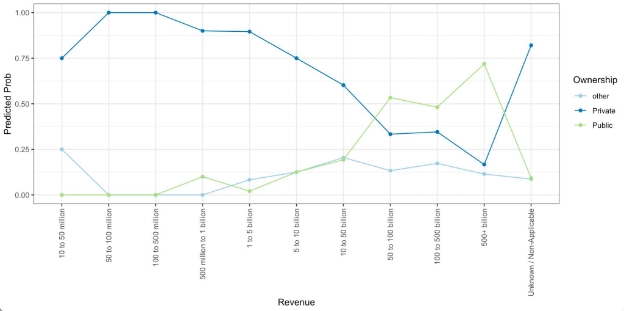 1.00
0.75
0.50
0.25
0.00
Predicted Prob
10 to 50 million
50 to 100 million
100 to 500 million
500 million to 1 billion
1 to 5 billion
5 to 10 billion
10 to 50 billion
50 to 100 billion
100 to 500 billion
500+ billion
Unknown / Non-Applicable
Revenue
Ownership
other
Private
Public